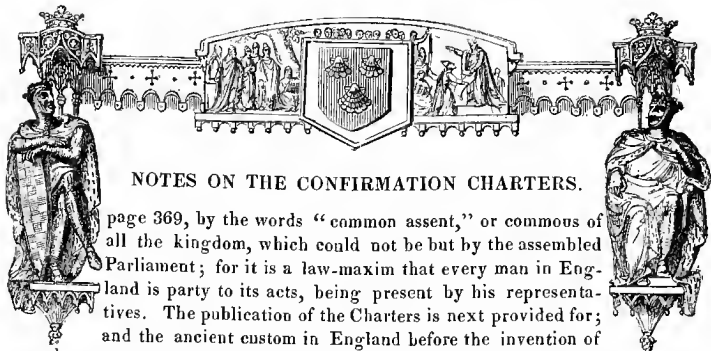 NOTES ON THE CONFIRMATION CHARTERS.
page 369, by the words “common assent,” or commons of
all the kingdom, which could not be but by the assembled
Parliament; for it is a law-maxim that every man in Eng-
land is party to its acts, being present by his representa-
tives. The publication of the Charters is next provided for;
and the ancient custom in England before the invention of